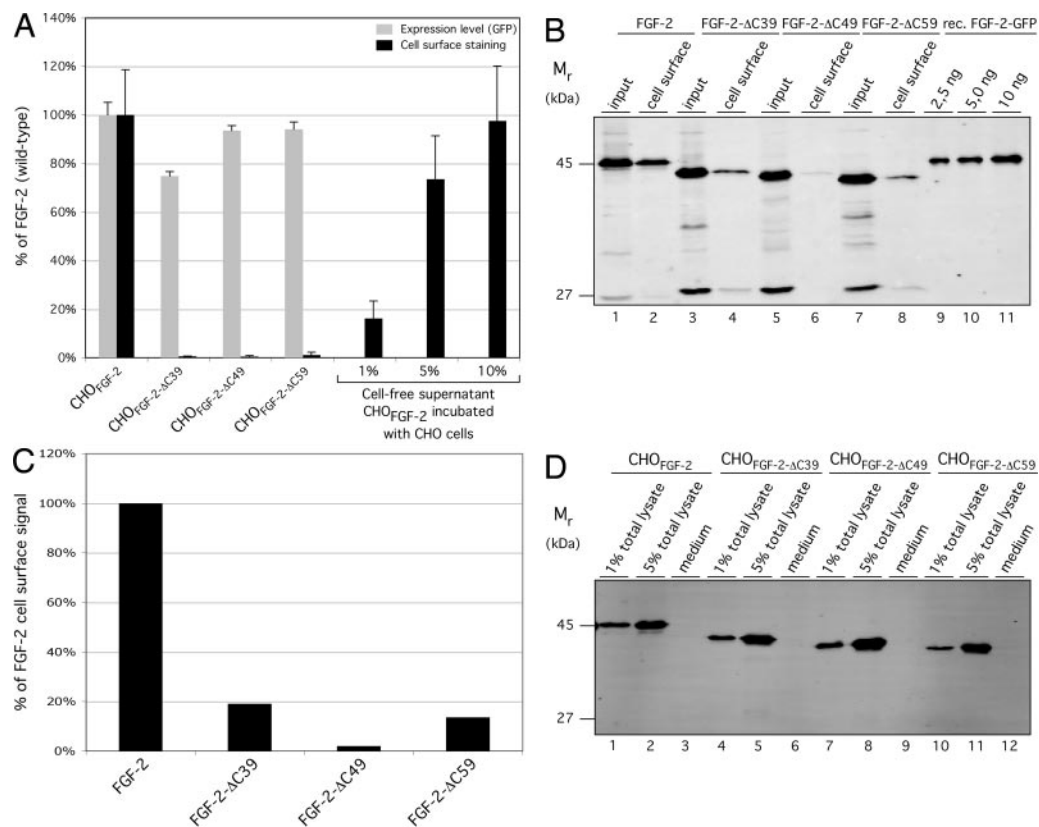 A
140%
120%
100%
80%
60%
40%
20%
0%
% of FGF-2 (wild-type)
Expression level (GFP)
Cell surface staining
CHOFGF-2
CHOFGF-2-ΔC39
CHOFGF-2-ΔC49
CHOFGF-2-ΔC59
1% 5% 10%
Cell-free supernatant
CHOFGF-2 incubated
with CHO cells
B
FGF-2 FGF-2-ΔC39 FGF-2-ΔC49 FGF-2-ΔC59 rec. FGF-2-GFP
Mr
(kDa)
input cell surface input cell surface input cell surface input cell surface 2,5 ng 5,0 ng 10 ng
45
27
1 2 3 4 5 6 7 8 9 10 11
C
120%
100%
80%
60%
40%
20%
0%
% of FGF-2 cell surface signal
FGF-2
FGF-2-ΔC39
FGF-2-ΔC49
FGF-2-ΔC59
D
CHOFGF-2 CHOFGF-2-ΔC39 CHOFGF-2-ΔC49 CHOFGF-2-ΔC59
Mr
(kDa)
1% total lysate 5% total lysate medium 1% total lysate 5% total lysate medium 1% total lysate 5% total lysate medium 1% total lysate 5% total lysate medium
45
27
1 2 3 4 5 6 7 8 9 10 11 12